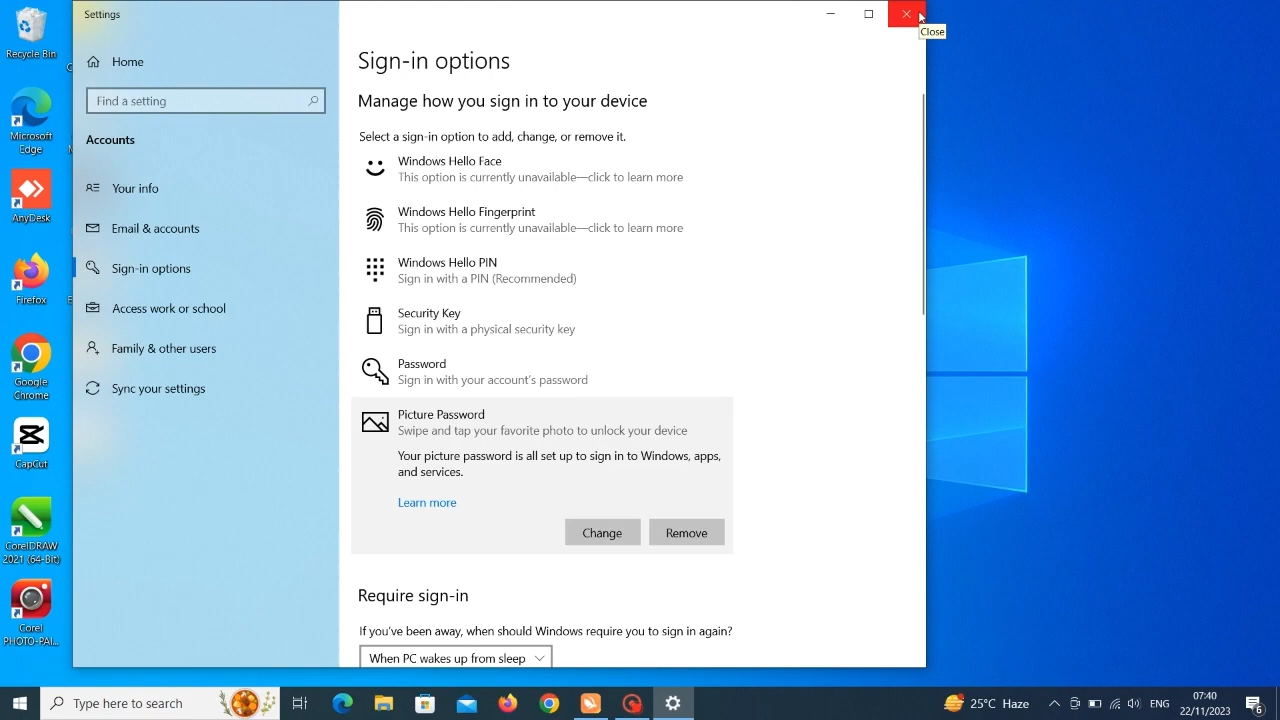 Settings
Close
Home
Find a setting
Accounts
Your info
Email & accounts
Sign-in options
Access work or school
Family & other users
Sync your settings
Sign-in options
Manage how you sign in to your device
Select a sign-in option to add, change, or remove it.
Windows Hello Face
This option is currently unavailable—click to learn more
Windows Hello Fingerprint
This option is currently unavailable—click to learn more
Windows Hello PIN
Sign in with a PIN (Recommended)
Security Key
Sign in with a physical security key
Password
Sign in with your account's password
Picture Password
Swipe and tap your favorite photo to unlock your device
Your picture password is all set up to sign in to Windows, apps,
and services.
Learn more
Change
Remove
Require sign-in
If you've been away, when should Windows require you to sign in again?
When PC wakes up from sleep
Recycle Bin
Microsoft
Edge
AnyDesk
Firefox
Google
Chrome
CapCut
CorelDRAW
2021 (64-Bit)
Corel
PHOTO-PAI...
Type here to search
25°C Haze
ENG
07:40
22/11/2023
6